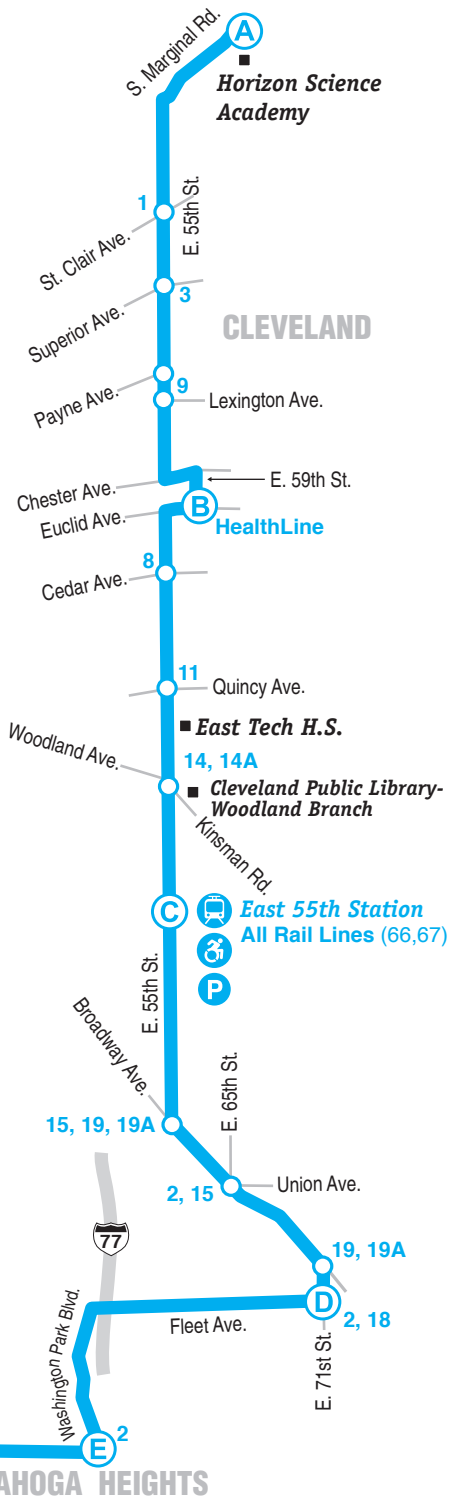 S. Marginal Rd.
A
Horizon Science
Academy
1
E. 55th St.
St. Clair Ave.
3
Superior Ave.
CLEVELAND
9
Payne Ave.
Lexington Ave.
Chester Ave.
E. 59th St.
B
Euclid Ave.
HealthLine
8
Cedar Ave.
11
Quincy Ave.
East Tech H.S.
Woodland Ave.
14, 14A
Cleveland Public Library-
Woodland Branch
Kinsman Rd.
C
East 55th Station
All Rail Lines (66,67)
P
E. 55th St.
Broadway Ave.
E. 65th St.
15, 19, 19A
2, 15
Union Ave.
77
19, 19A
D
2, 18
Fleet Ave.
E. 71st St.
Washington Park Blvd.
E
2
AHOGA HEIGHTS